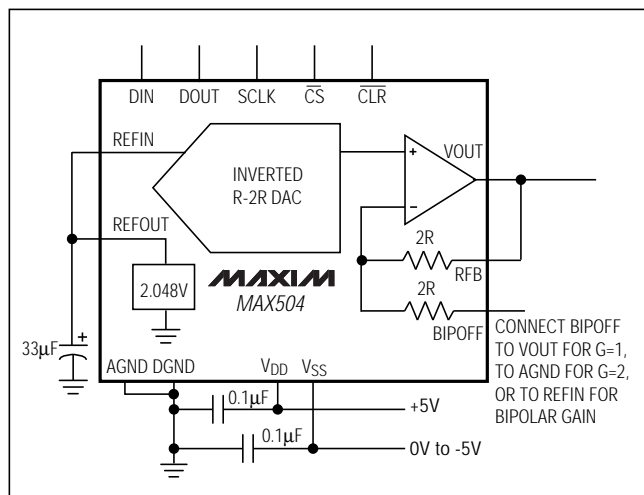 DIN DOUT SCLK CS CLR
REFIN
INVERTED
R-2R DAC
+
VOUT
−
REFOUT
2R
RFB
2.048V
MAXIM
MAX504
2R
BIPOFF
CONNECT BIPOFF
TO VOUT FOR G=1,
TO AGND FOR G=2,
OR TO REFIN FOR
BIPOLAR GAIN
+
33µF
AGND DGND VDD VSS
0.1µF
+5V
0.1µF
0V to -5V